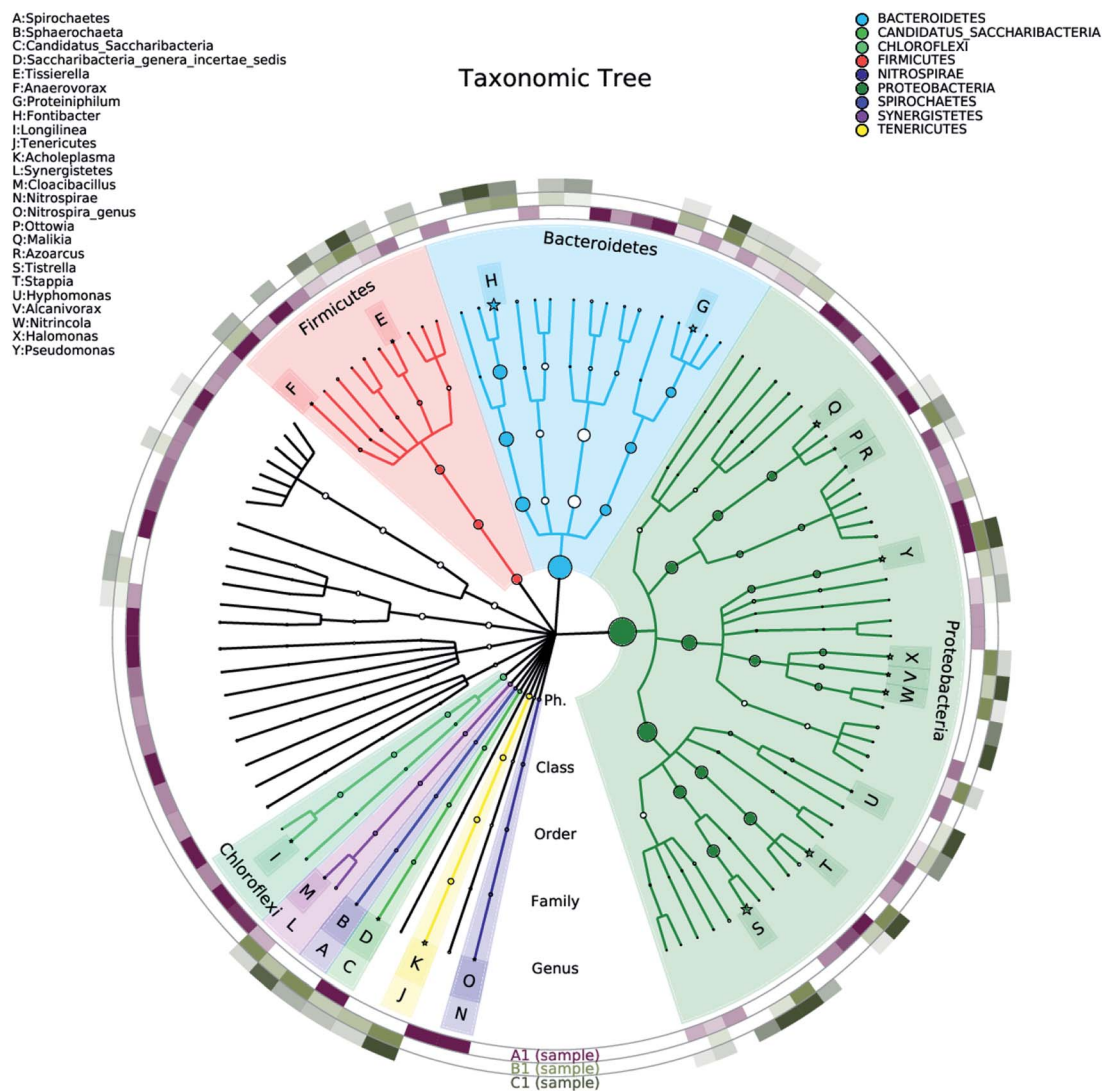 A:Spirochaetes
B:Sphaerochaeta
C:Candidatus_Saccharibacteria
D:Saccharibacteria_genera_incertae_sedis
E:Tissierella
F:Anaerovorax
G:Proteiniphilum
H:Fontibacter
I:Longilinea
J:Tenericutes
K:Acholeplasma
L:Synergistetes
M:Cloacibacillus
N:Nitrospirae
O:Nitrospira_genus
P:Ottowia
Q:Malikia
R:Azoarcus
S:Tistrella
T:Stappia
U:Hyphomonas
V:Alcanivorax
W:Nitrincola
X:Halomonas
Y:Pseudomonas
Taxonomic Tree
BACTEROIDETES
CANDIDATUS_SACCHARIBACTERIA
CHLOROFLEXI
FIRMICUTES
NITROSPIRAE
PROTEOBACTERIA
SPIROCHAETES
SYNERGISTETES
TENERICUTES
Bacteroidetes
Firmicutes
H
G
E
F
Q
P
R
Y
X
V
W
Proteobacteria
U
T
S
Chloroflexi
I
M
L
B
A
D
C
K
J
O
N
Ph.
Class
Order
Family
Genus
A1 (sample)
B1 (sample)
C1 (sample)